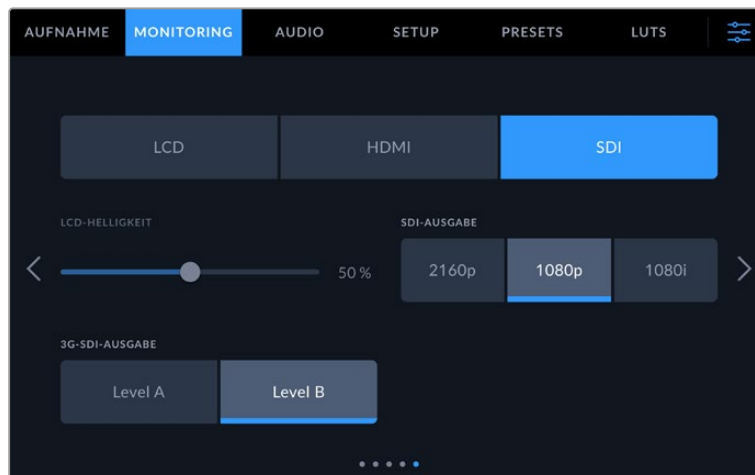 AUFNAHME MONITORING AUDIO SETUP PRESETS LUTS
LCD HDMI SDI
LCD-HELLIGKEIT SDI-AUSGABE
50 % 2160p 1080p 1080i
3G-SDI-AUSGABE
Level A Level B